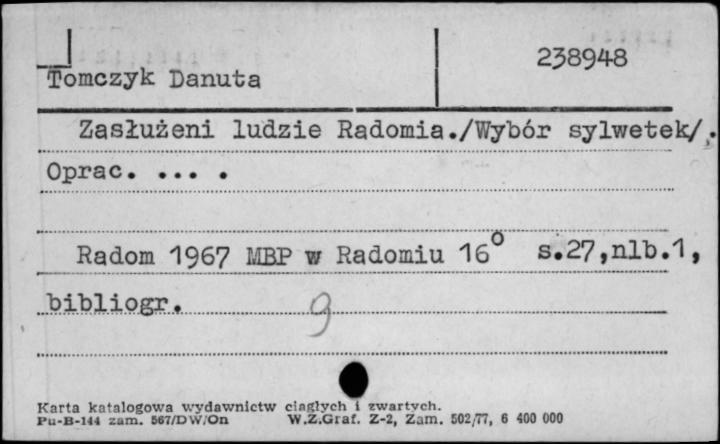 238948
Tomczyk Danuta
Zasłużeni ludzie Radomia./Wybór sylwetek/.
Oprac. ... .
Radom 1967 MBP w Radomiu 16° s.27,nlb.1,
bibliogr.
9
Karta katalogowa wydawnictw ciągłych i zwartych.
Pu-B-144 zam. 567/DW/On W.Z.Graf. Z-2, Zam. 502/77, 6 400 000